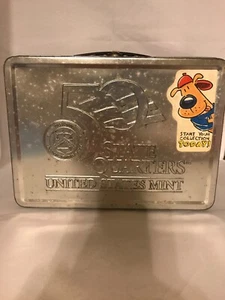 50
STATE
QUARTERS
UNITED STATES MINT
START YOUR
COLLECTION
TODAY!